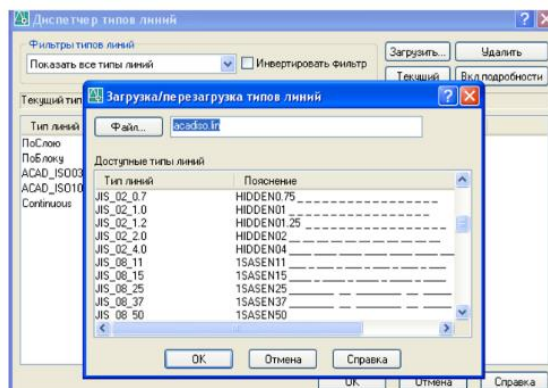 Диспетчер типов линий
Фильтры типов линий
Показать все типы линий
Инвертировать фильтр
Загрузить...
Удалить
Текущий
Вкл подробности
Текущий тип
Тип линий
ПоСлою
ПоБлоку
ACAD_ISO03
ACAD_ISO10
Continuous
Загрузка/перезагрузка типов линий
Файл...
acadiso.lin
Доступные типы линий
Тип линий Пояснение
JIS_02_0.7 HIDDEN0.75
JIS_02_1.0 HIDDEN01
JIS_02_1.2 HIDDEN01.25
JIS_02_2.0 HIDDEN02
JIS_02_4.0 HIDDEN04
JIS_08_11 1SASEN11
JIS_08_15 1SASEN15
JIS_08_25 1SASEN25
JIS_08_37 1SASEN37
JIS_08_50 1SASEN50
OK Отмена Справка
OK Отмена Справка